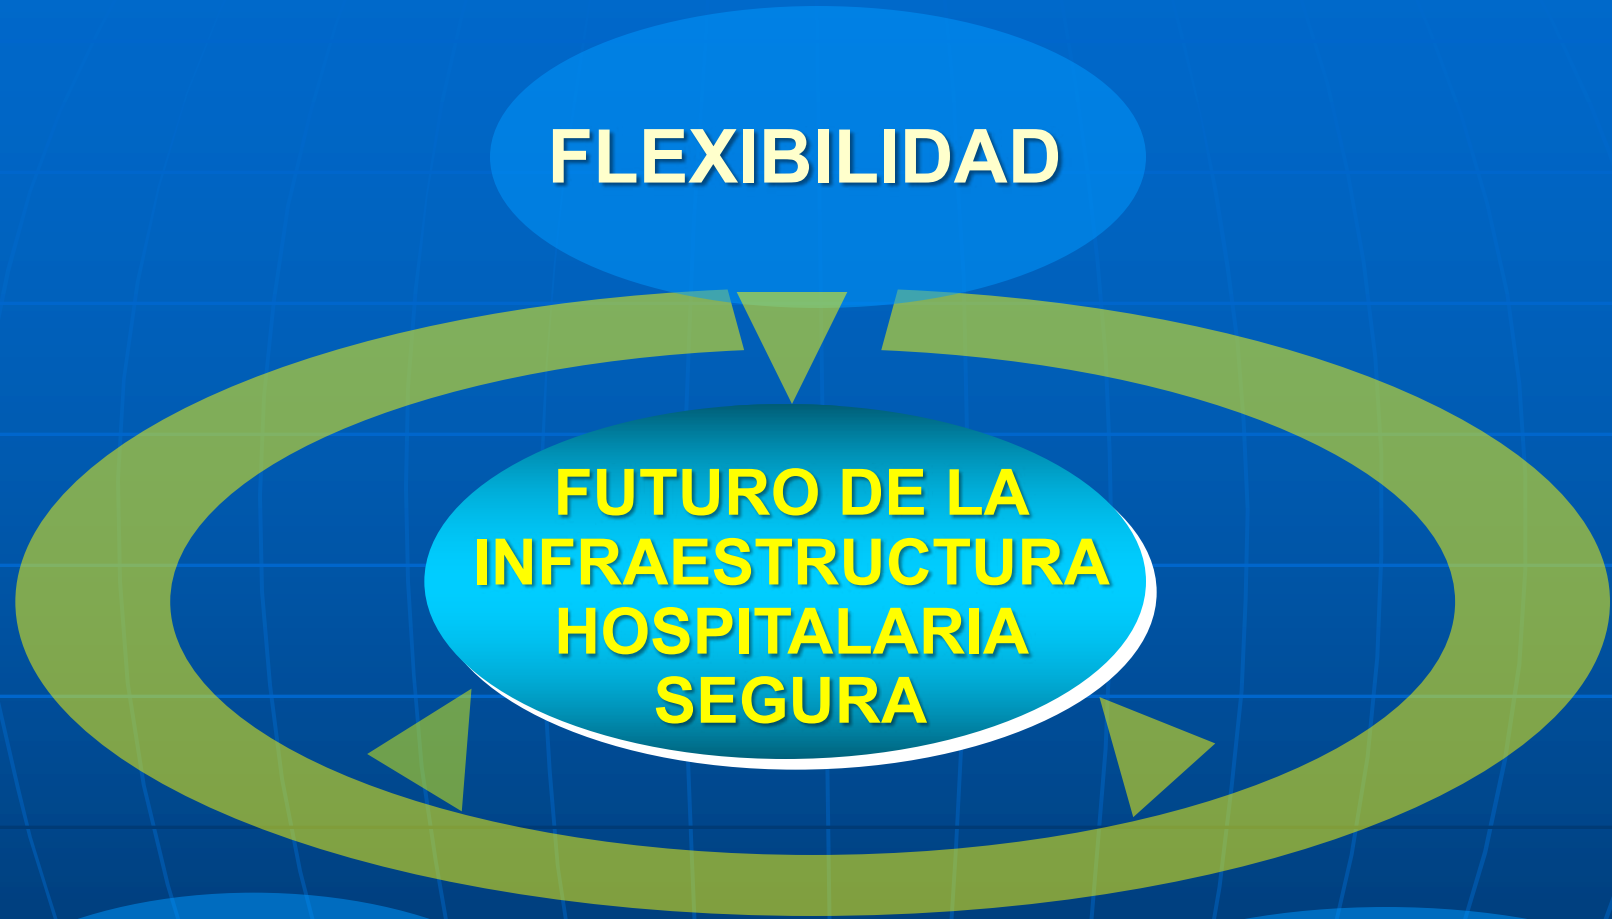 FLEXIBILIDAD
FUTURO DE LA
INFRAESTRUCTURA
HOSPITALARIA
SEGURA